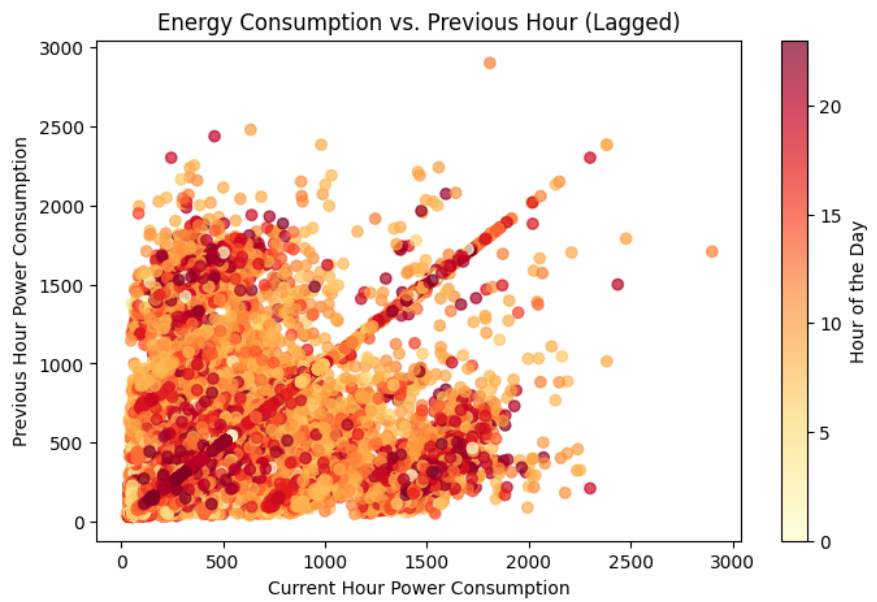 Energy Consumption vs. Previous Hour (Lagged)
3000
2500
2000
1500
1000
500
0
Previous Hour Power Consumption
0 500 1000 1500 2000 2500 3000
Current Hour Power Consumption
20
15
10
5
0
Hour of the Day